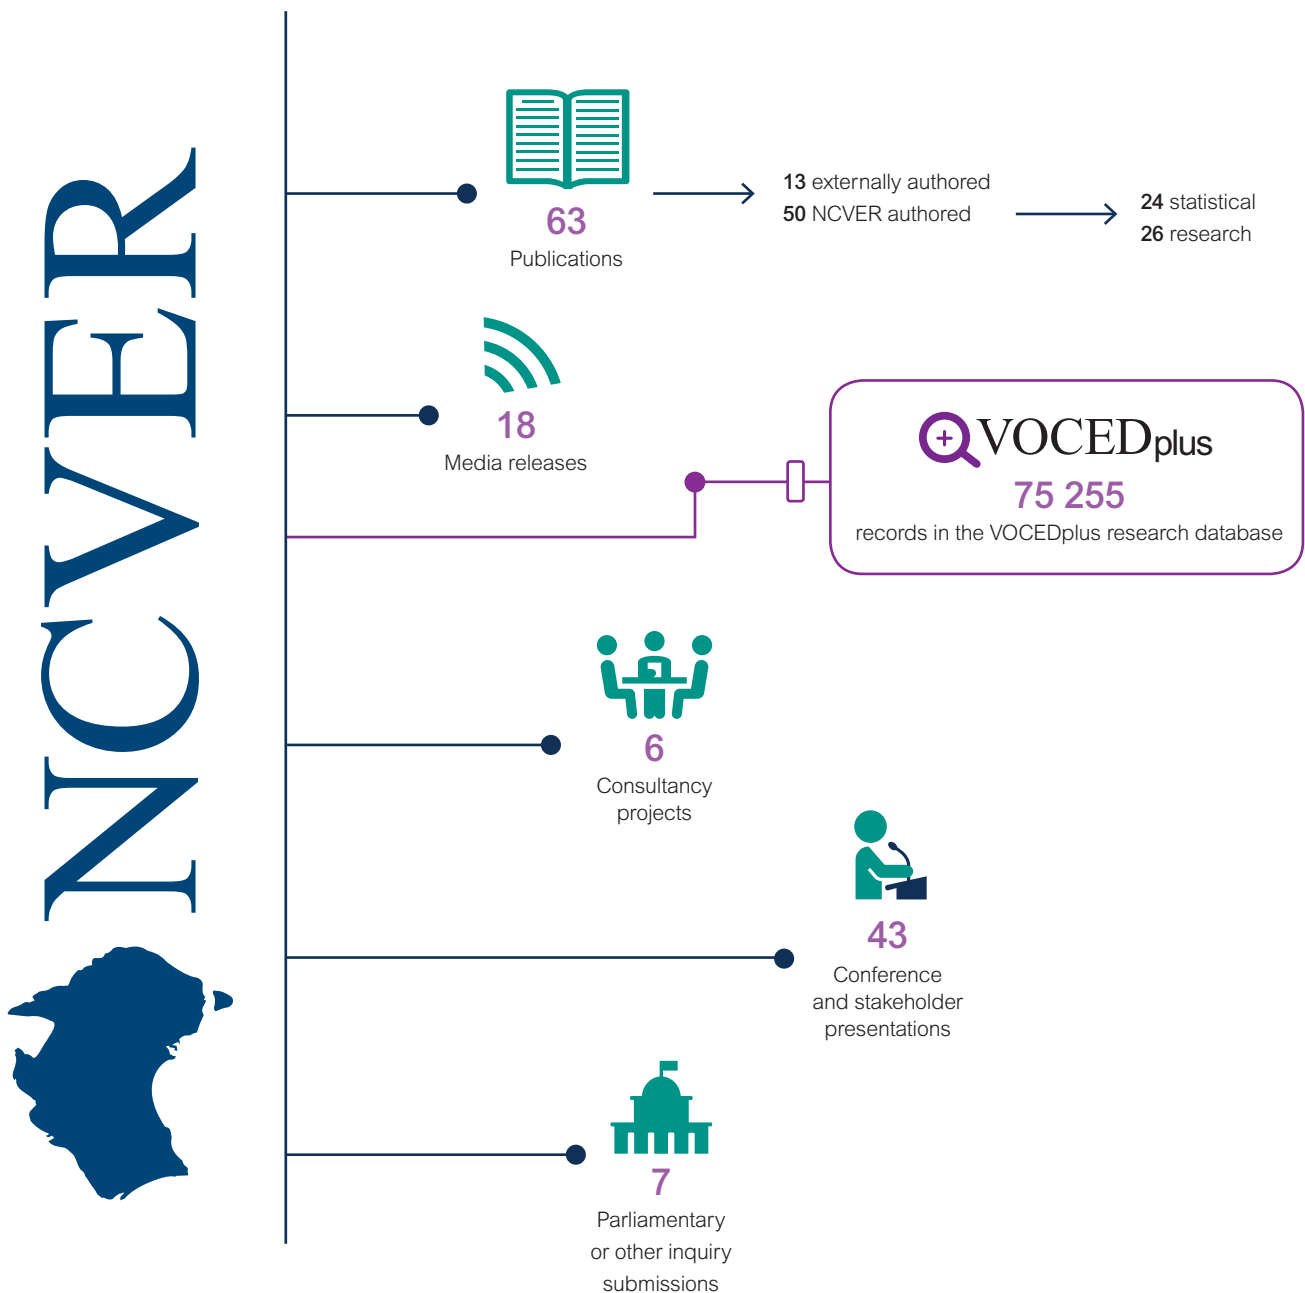 NCVER
63
Publications
13 externally authored
50 NCVER authored
24 statistical
26 research
18
Media releases
VOCEDplus
75 255
records in the VOCEDplus research database
6
Consultancy
projects
43
Conference
and stakeholder
presentations
7
Parliamentary
or other inquiry
submissions